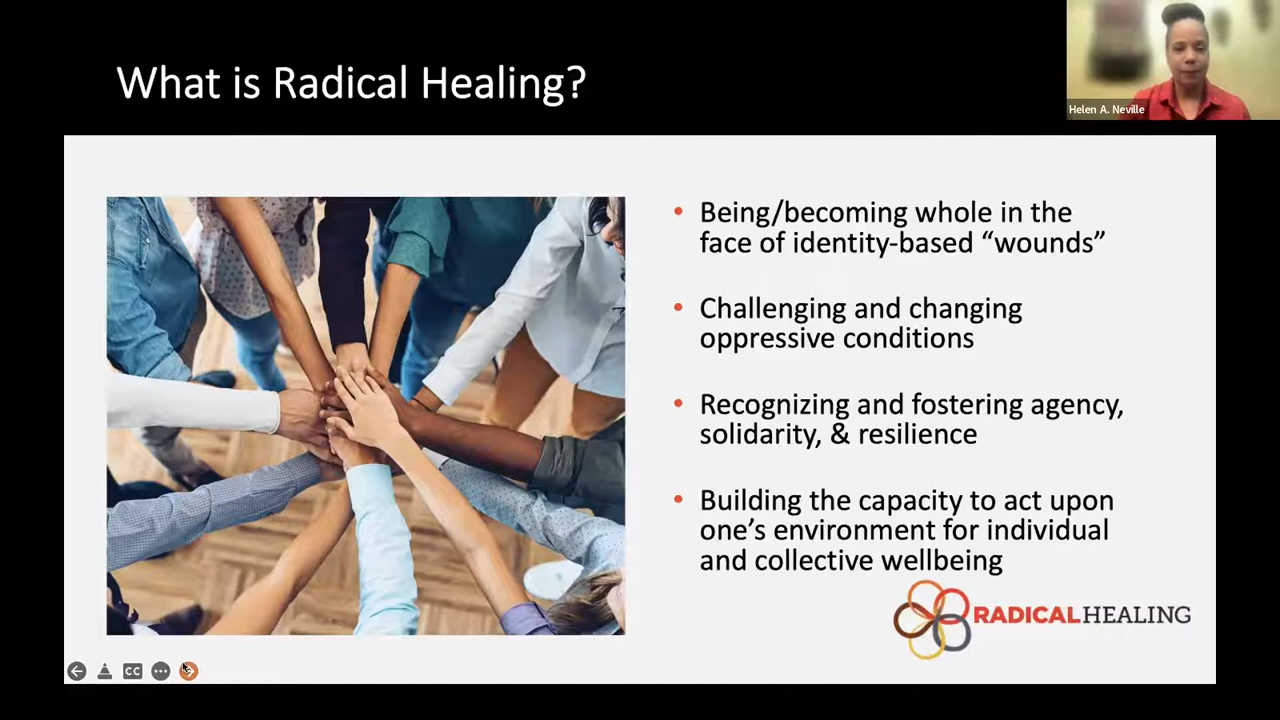 What is Radical Healing?
Helen A. Neville
• Being/becoming whole in the
face of identity-based “wounds”
• Challenging and changing
oppressive conditions
• Recognizing and fostering agency,
solidarity, & resilience
• Building the capacity to act upon
one’s environment for individual
and collective wellbeing
RADICALHEALING
CC